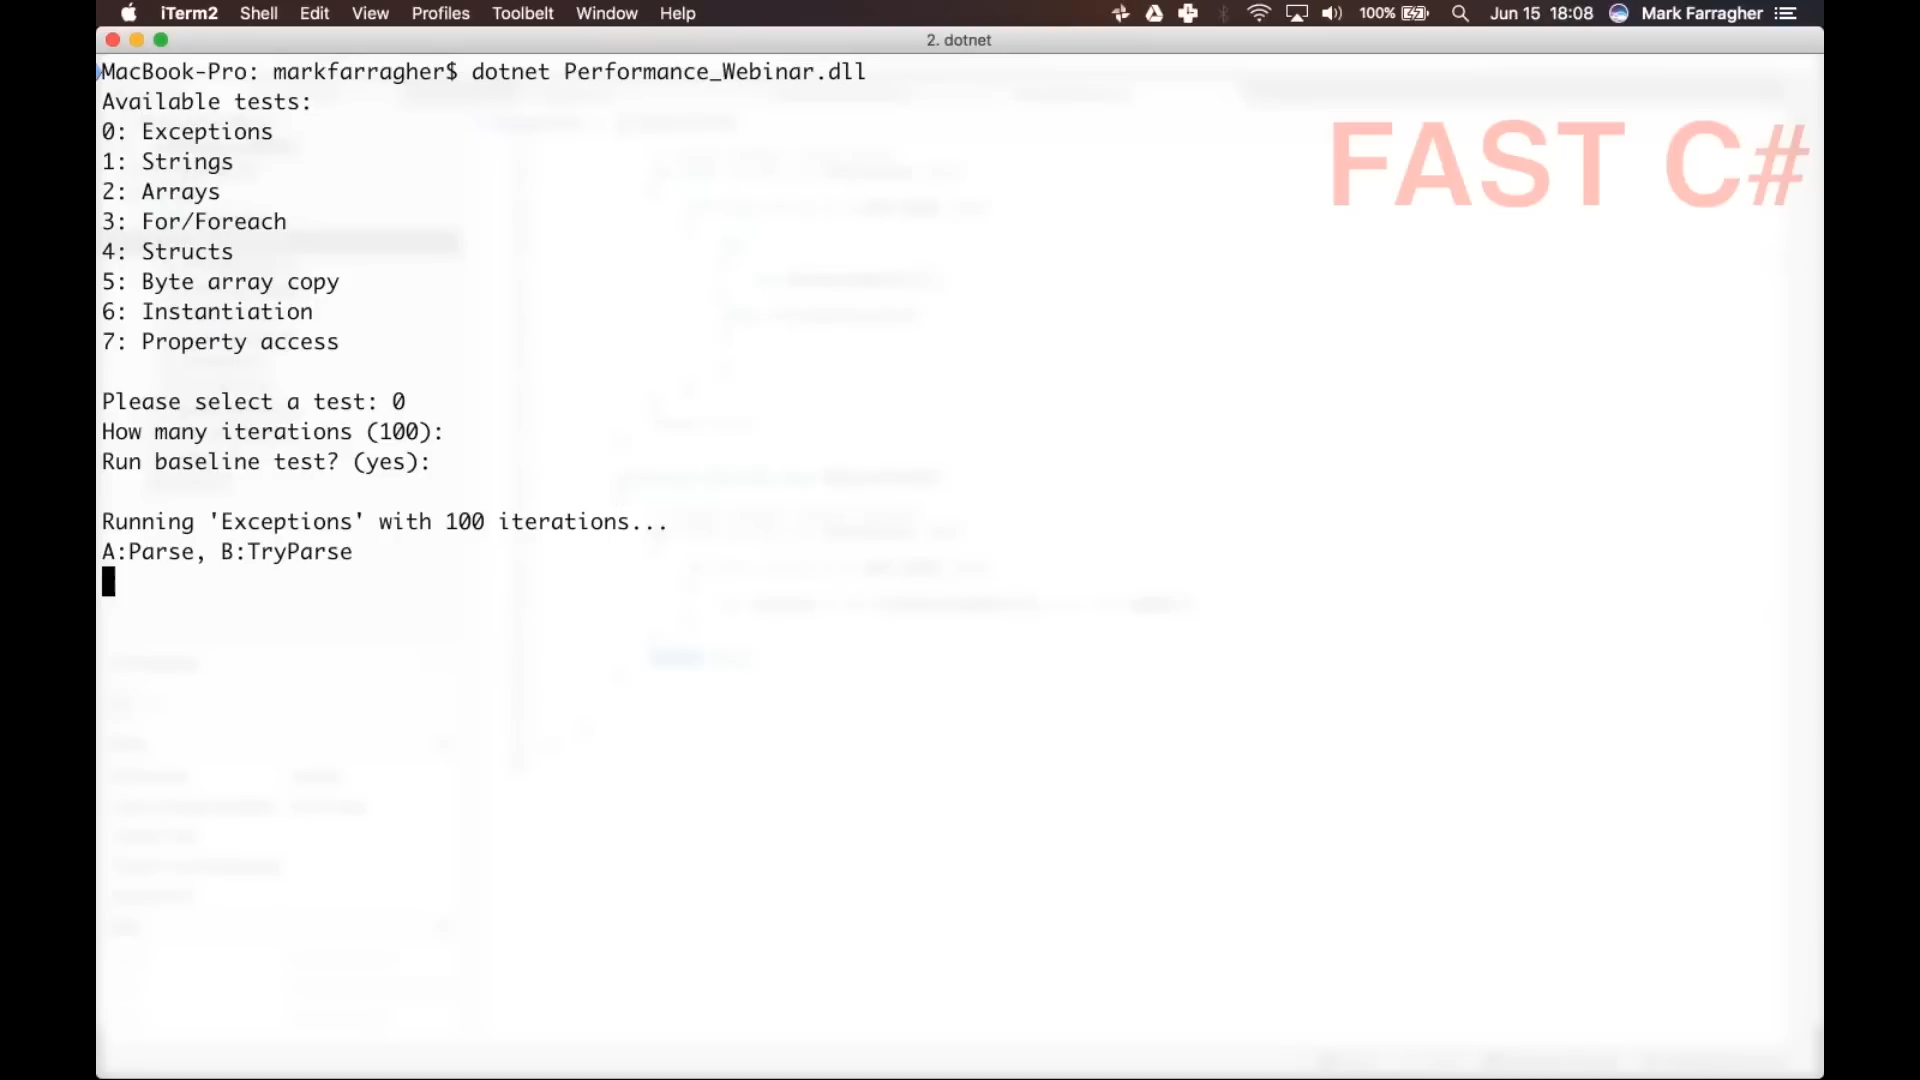 iTerm2 Shell Edit View Profiles Toolbelt Window Help 100% Jun 15 18:08 Mark Farragher
2. dotnet
MacBook-Pro: markfarragher$ dotnet Performance_Webinar.dll
Available tests:
0: Exceptions
1: Strings
2: Arrays
3: For/Foreach
4: Structs
5: Byte array copy
6: Instantiation
7: Property access
FAST C#
Please select a test: 0
How many iterations (100):
Run baseline test? (yes):
Running 'Exceptions' with 100 iterations...
A:Parse, B:TryParse